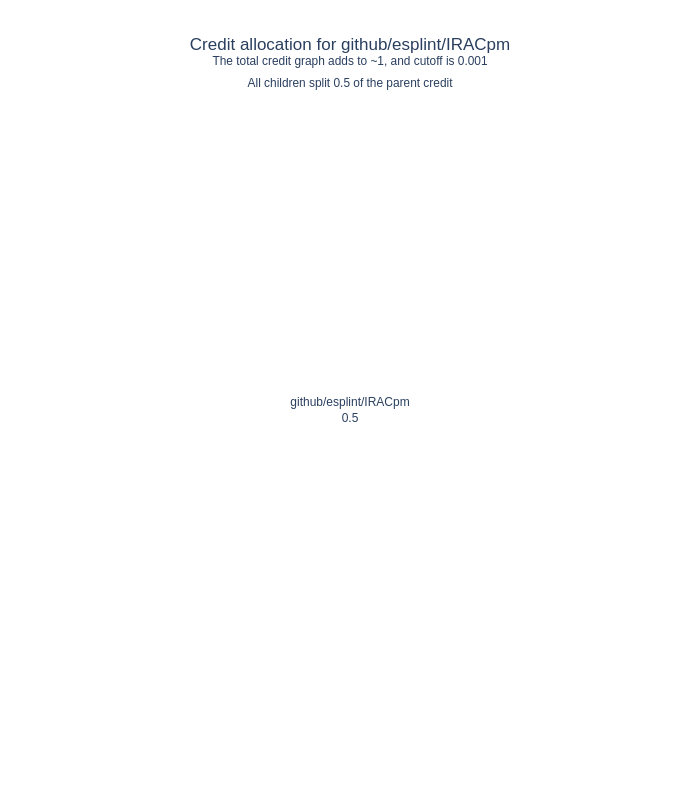 Credit allocation for github/esplint/IRACpm
The total credit graph adds to ~1, and cutoff is 0.001
All children split 0.5 of the parent credit
github/esplint/IRACpm
0.5